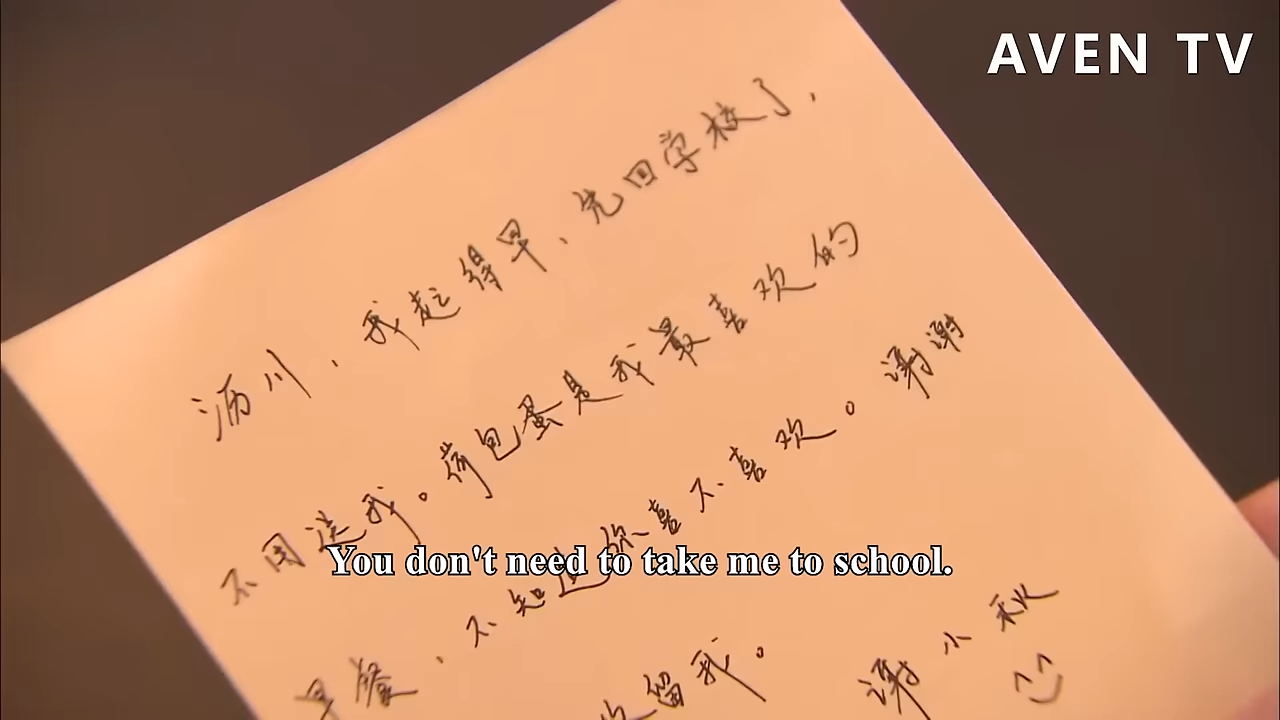 AVEN TV
沥川，我起得早、先回学校了，
不用送我。荷包蛋是我最喜欢的
早餐，不知道你喜不喜欢。谢谢
收留我。
谢小秋
You don't need to take me to school.